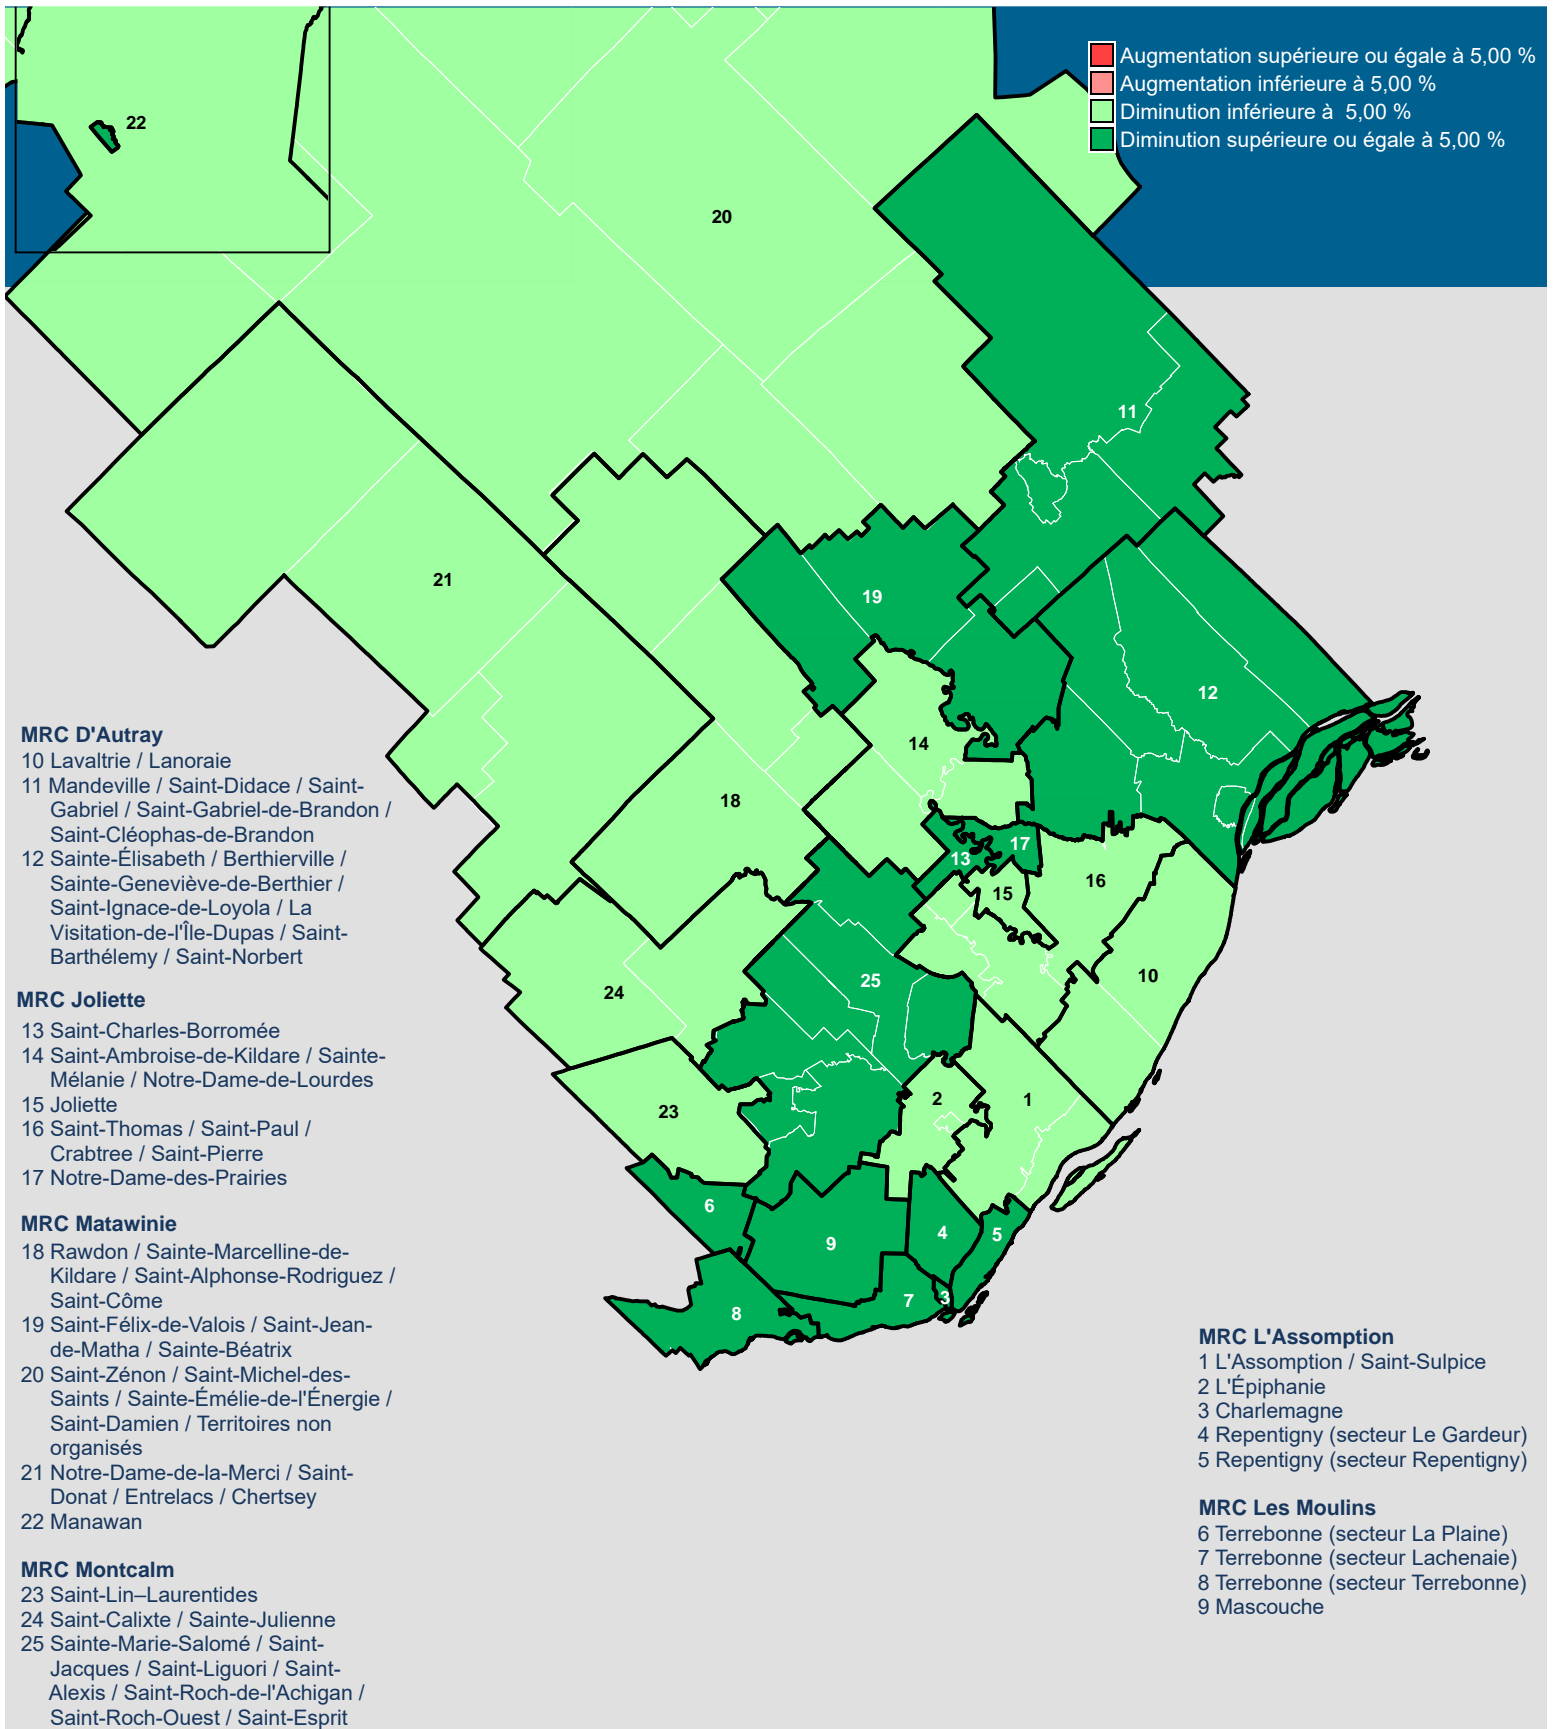 Augmentation supérieure ou égale à 5,00 %
Augmentation inférieure à 5,00 %
Diminution inférieure à  5,00 %
Diminution supérieure ou égale à 5,00 %
22
20
11
21
19
12
14
18
17
13
16
15
10
25
24
2
1
23
6
4
5
9
7
3
8
MRC D'Autray
10 Lavaltrie / Lanoraie
11 Mandeville / Saint-Didace / Saint-
Gabriel / Saint-Gabriel-de-Brandon /
Saint-Cléophas-de-Brandon
12 Sainte-Élisabeth / Berthierville /
Sainte-Geneviève-de-Berthier /
Saint-Ignace-de-Loyola / La
Visitation-de-l'Île-Dupas / Saint-
Barthélemy / Saint-Norbert
MRC Joliette
13 Saint-Charles-Borromée
14 Saint-Ambroise-de-Kildare / Sainte-
Mélanie / Notre-Dame-de-Lourdes
15 Joliette
16 Saint-Thomas / Saint-Paul /
Crabtree / Saint-Pierre
17 Notre-Dame-des-Prairies
MRC Matawinie
18 Rawdon / Sainte-Marcelline-de-
Kildare / Saint-Alphonse-Rodriguez /
Saint-Côme
19 Saint-Félix-de-Valois / Saint-Jean-
de-Matha / Sainte-Béatrix
20 Saint-Zénon / Saint-Michel-des-
Saints / Sainte-Émélie-de-l'Énergie /
Saint-Damien / Territoires non
organisés
21 Notre-Dame-de-la-Merci / Saint-
Donat / Entrelacs / Chertsey
22 Manawan
MRC Montcalm
23 Saint-Lin–Laurentides
24 Saint-Calixte / Sainte-Julienne
25 Sainte-Marie-Salomé / Saint-
Jacques / Saint-Liguori / Saint-
Alexis / Saint-Roch-de-l'Achigan /
Saint-Roch-Ouest / Saint-Esprit
MRC L'Assomption
1 L'Assomption / Saint-Sulpice
2 L'Épiphanie
3 Charlemagne
4 Repentigny (secteur Le Gardeur)
5 Repentigny (secteur Repentigny)
MRC Les Moulins
6 Terrebonne (secteur La Plaine)
7 Terrebonne (secteur Lachenaie)
8 Terrebonne (secteur Terrebonne)
9 Mascouche